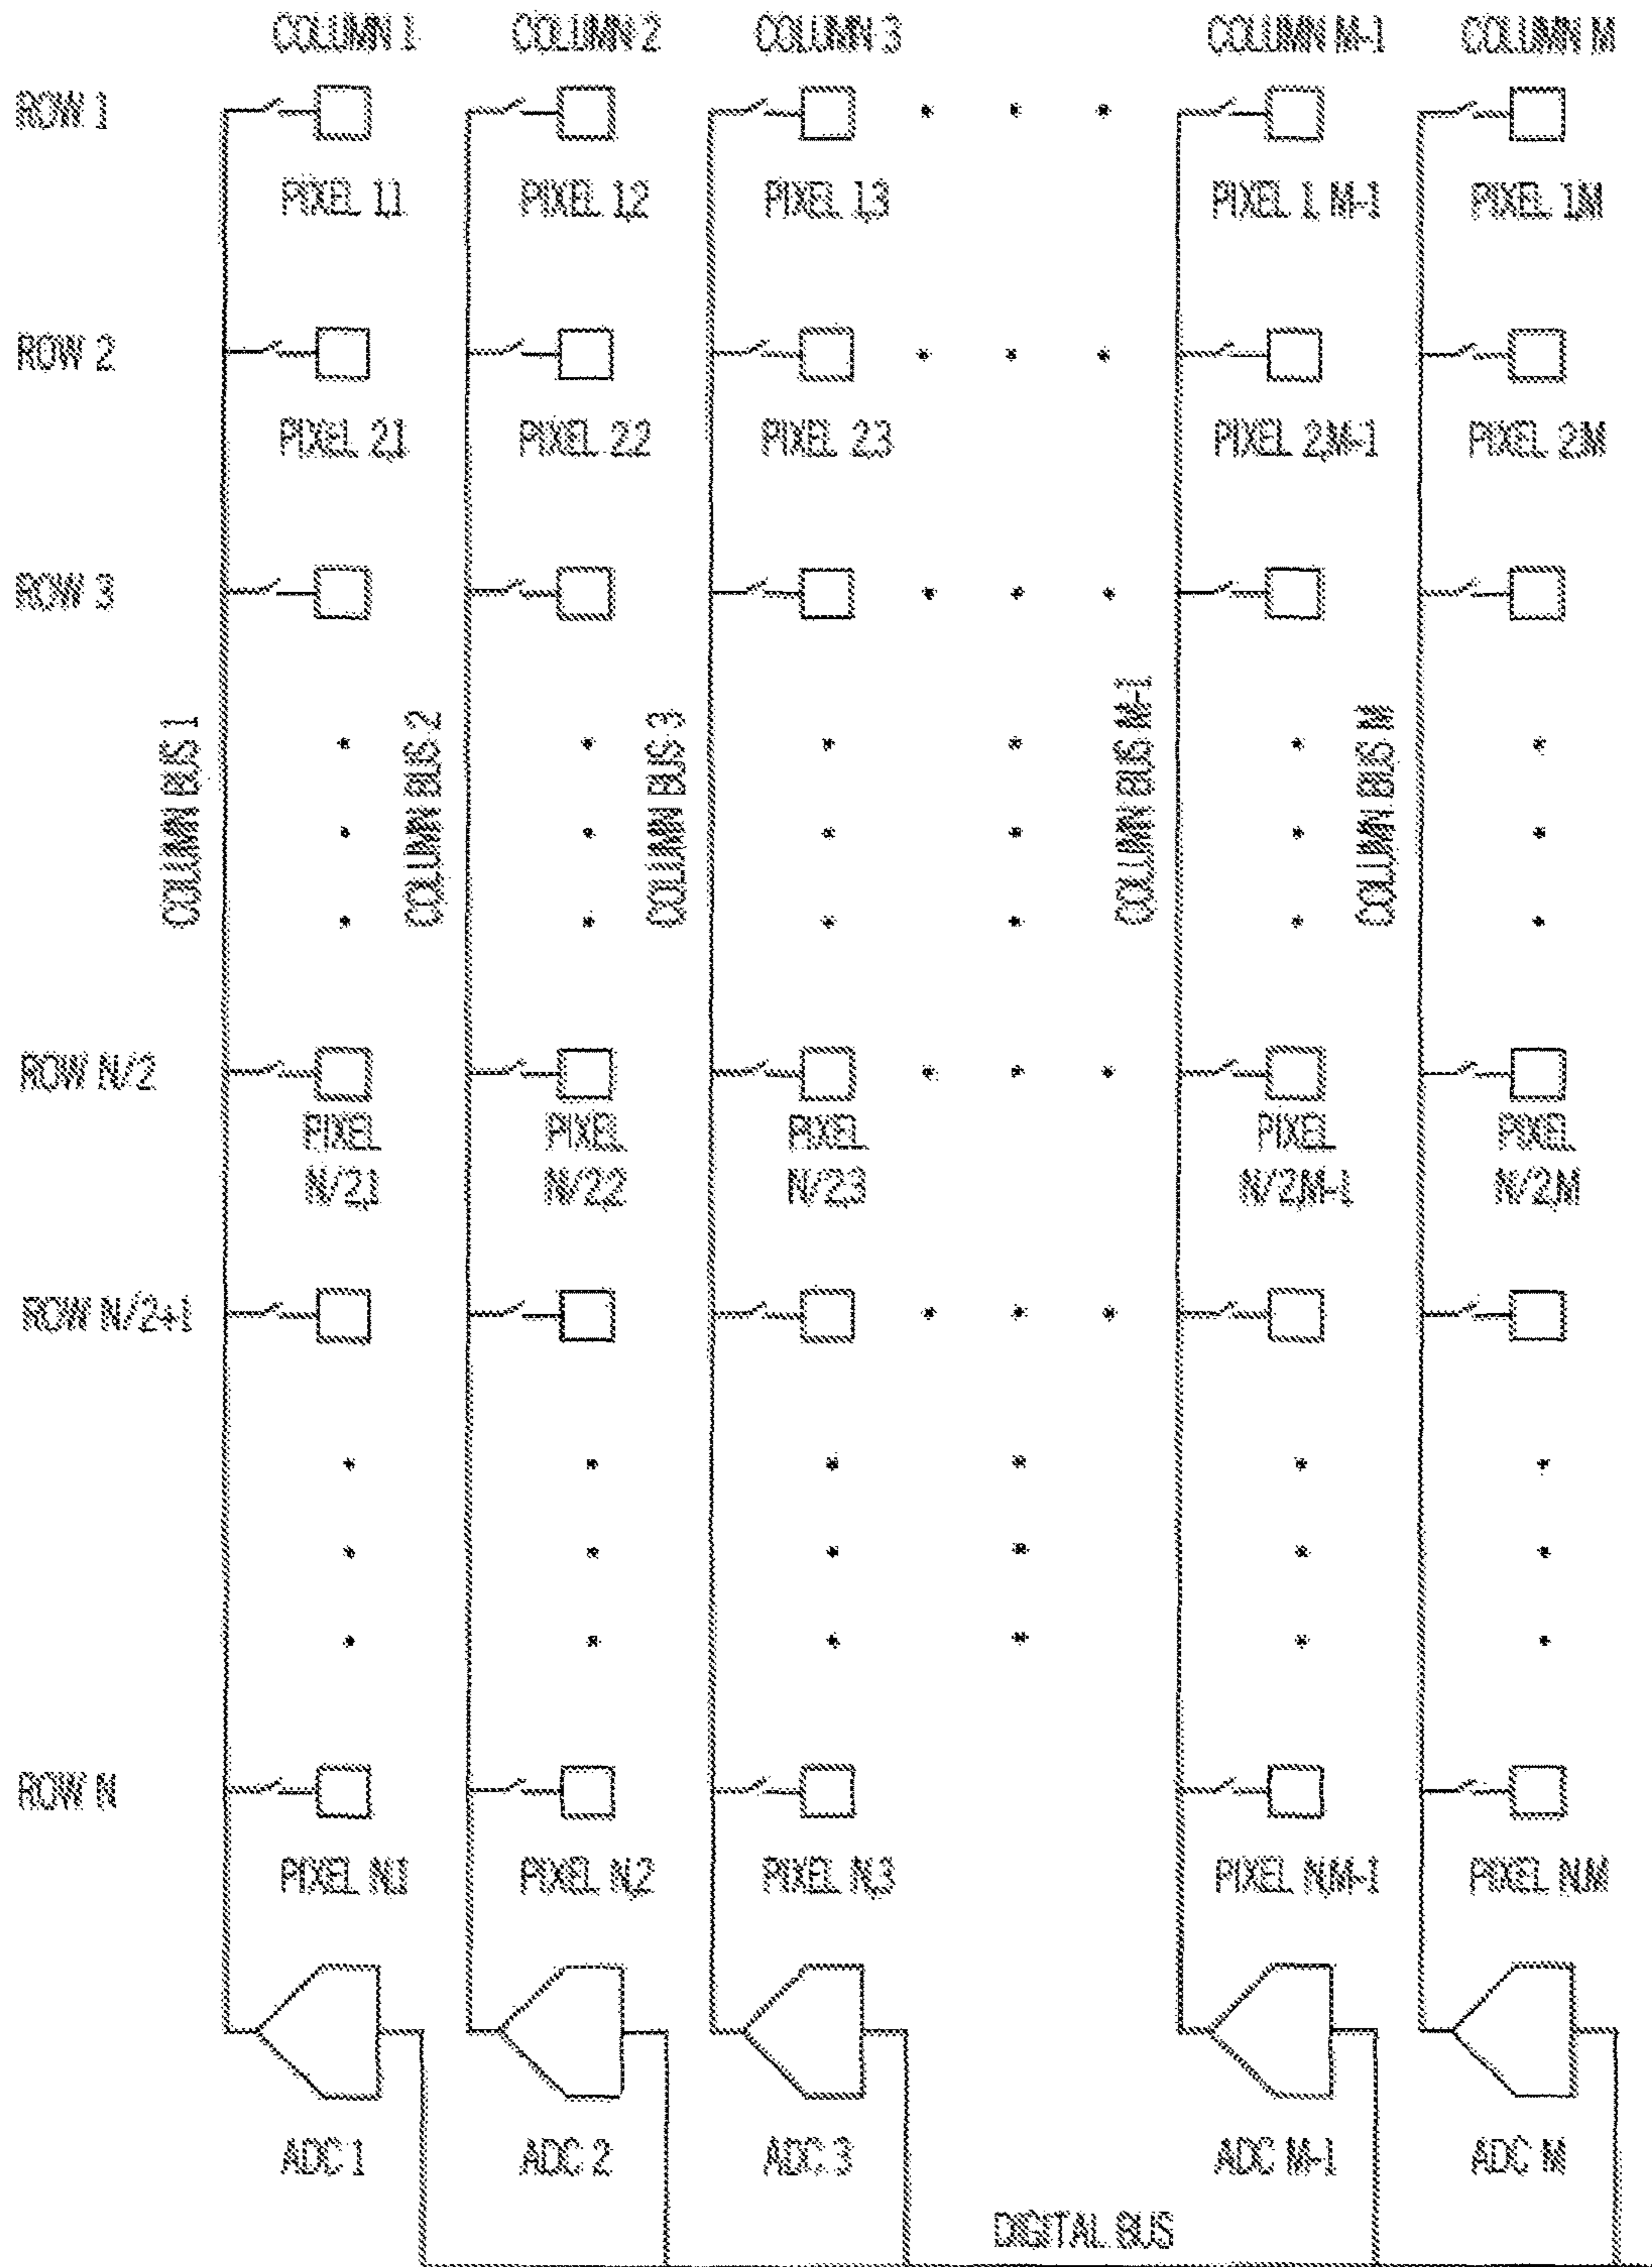 COLUMN 1 COLUMN 2 COLUMN 3 COLUMN M-1 COLUMN M
ROW 1
PIXEL 1,1 PIXEL 1,2 PIXEL 1,3 PIXEL 1, M-1 PIXEL 1,M
ROW 2
PIXEL 2,1 PIXEL 2,2 PIXEL 2,3 PIXEL 2,M-1 PIXEL 2,M
ROW 3
COLUMN BUS 1
COLUMN BUS 2
COLUMN BUS 3
COLUMN BUS M-1
COLUMN BUS M
ROW N/2
PIXEL PIXEL PIXEL PIXEL PIXEL
N/2,1 N/2,2 N/2,3 N/2,M-1 N/2,M
ROW N/2+1
ROW N
PIXEL N,1 PIXEL N,2 PIXEL N,3 PIXEL N,M-1 PIXEL N,M
ADC 1 ADC 2 ADC 3 ADC M-1 ADC M
DIGITAL BUS